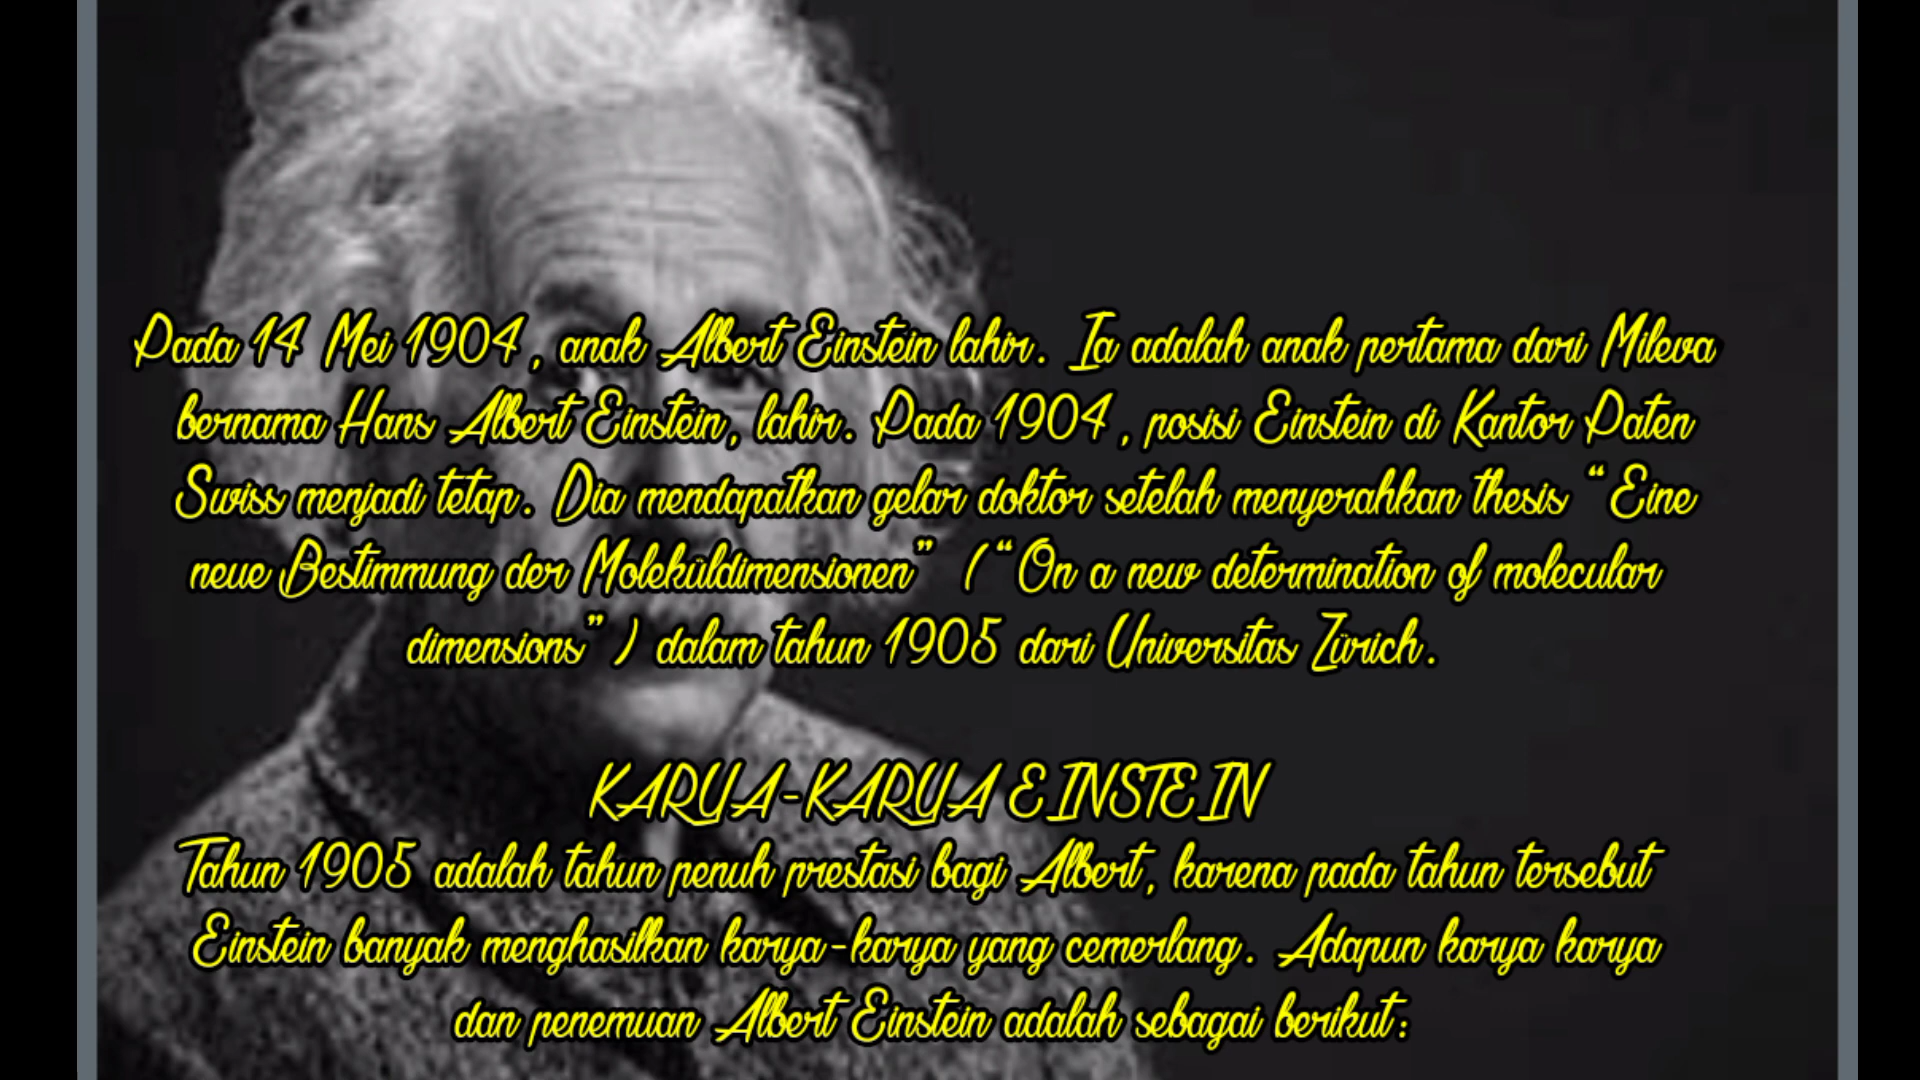 Pada 14 Mei 1904, anak Albert Einstein lahir. Ia adalah anak pertama dari Mileva
bernama Hans Albert Einstein, lahir. Pada 1904, posisi Einstein di Kantor Paten
Swiss menjadi tetap. Dia mendapatkan gelar doktor setelah menyerahkan thesis “Eine
neue Bestimmung der Moleküldimensionen” (“On a new determination of molecular
dimensions”) dalam tahun 1905 dari Universitas Zürich.
KARYA-KARYA EINSTEIN
Tahun 1905 adalah tahun penuh prestasi bagi Albert, karena pada tahun tersebut
Einstein banyak menghasilkan karya-karya yang cemerlang. Adapun karya karya
dan penemuan Albert Einstein adalah sebagai berikut: